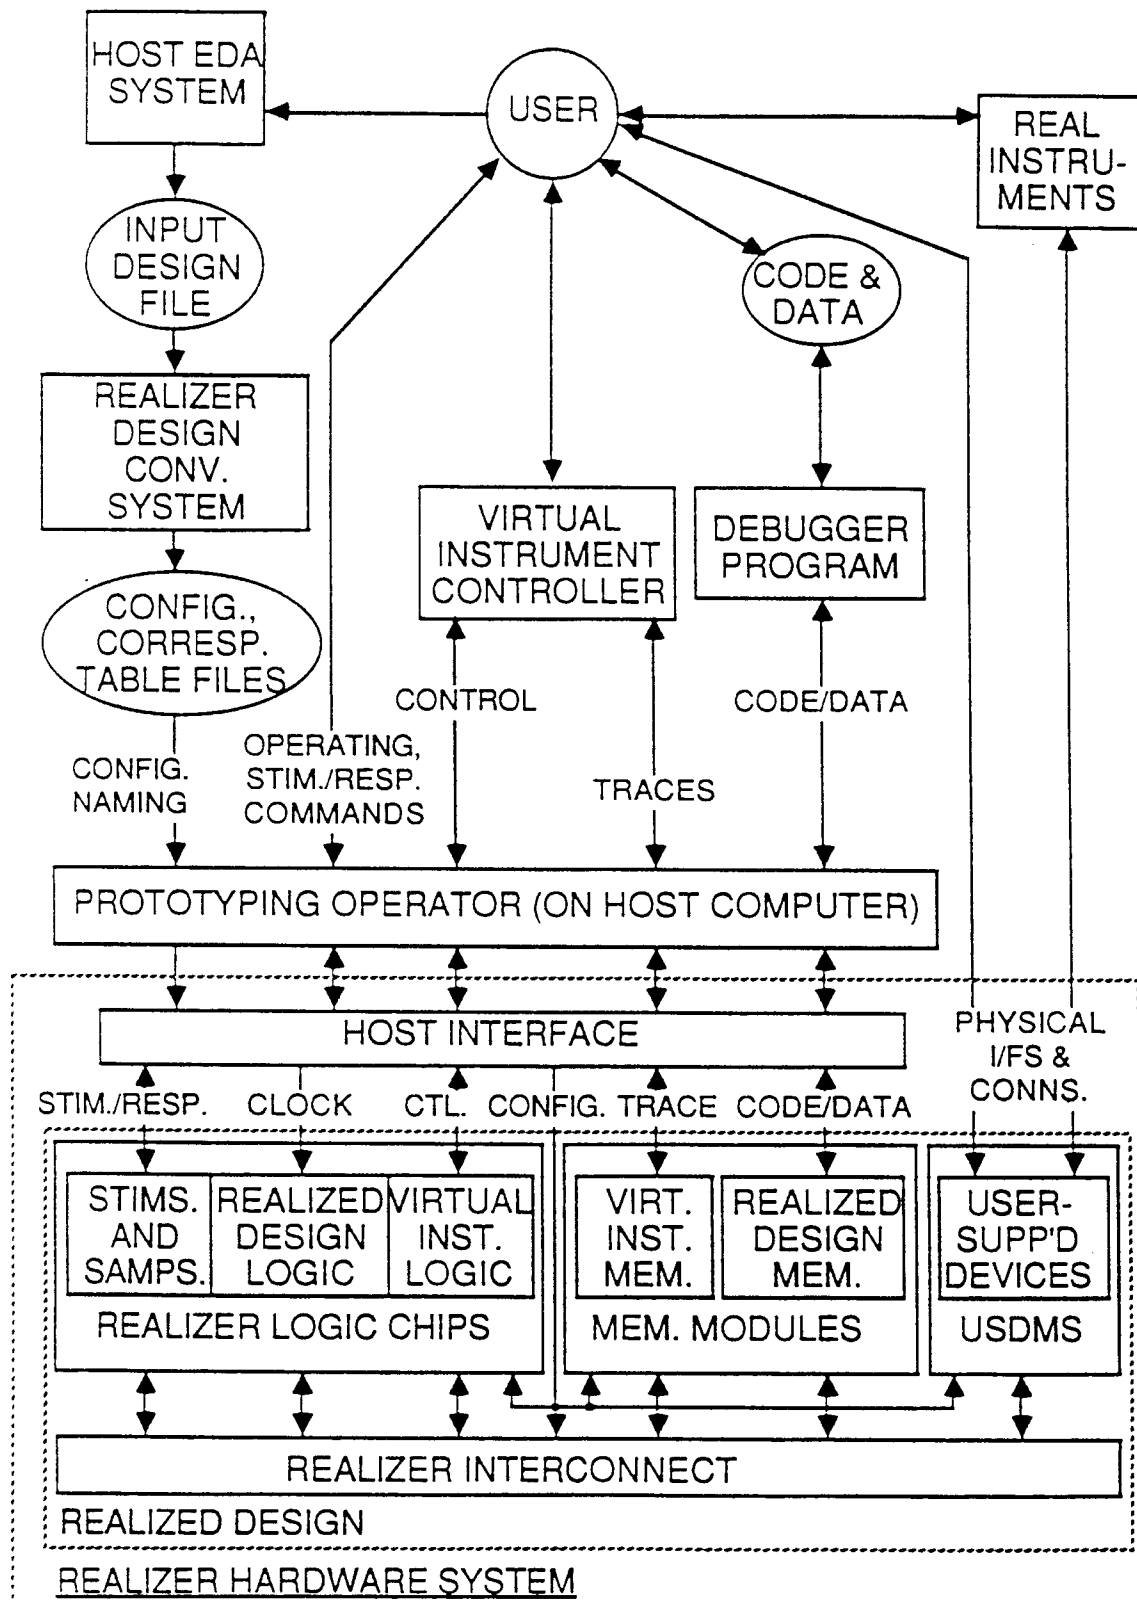 HOST EDA
SYSTEM
USER
REAL
INSTRU-
MENTS
INPUT
DESIGN
FILE
CODE &
DATA
REALIZER
DESIGN
CONV.
SYSTEM
VIRTUAL
INSTRUMENT
CONTROLLER
DEBUGGER
PROGRAM
CONFIG.,
CORRESP.
TABLE FILES
CONTROL
CODE/DATA
CONFIG.
NAMING
OPERATING,
STIM./RESP.
COMMANDS
TRACES
PROTOTYPING OPERATOR (ON HOST COMPUTER)
HOST INTERFACE
PHYSICAL
I/FS &
CONNS.
STIM./RESP. CLOCK CTL. CONFIG. TRACE CODE/DATA
STIMS.
AND
SAMPS.
REALIZED
DESIGN
LOGIC
VIRTUAL
INST.
LOGIC
VIRT.
INST.
MEM.
REALIZED
DESIGN
MEM.
USER-
SUPP'D
DEVICES
REALIZER LOGIC CHIPS
MEM. MODULES
USDMS
REALIZER INTERCONNECT
REALIZED DESIGN
REALIZER HARDWARE SYSTEM